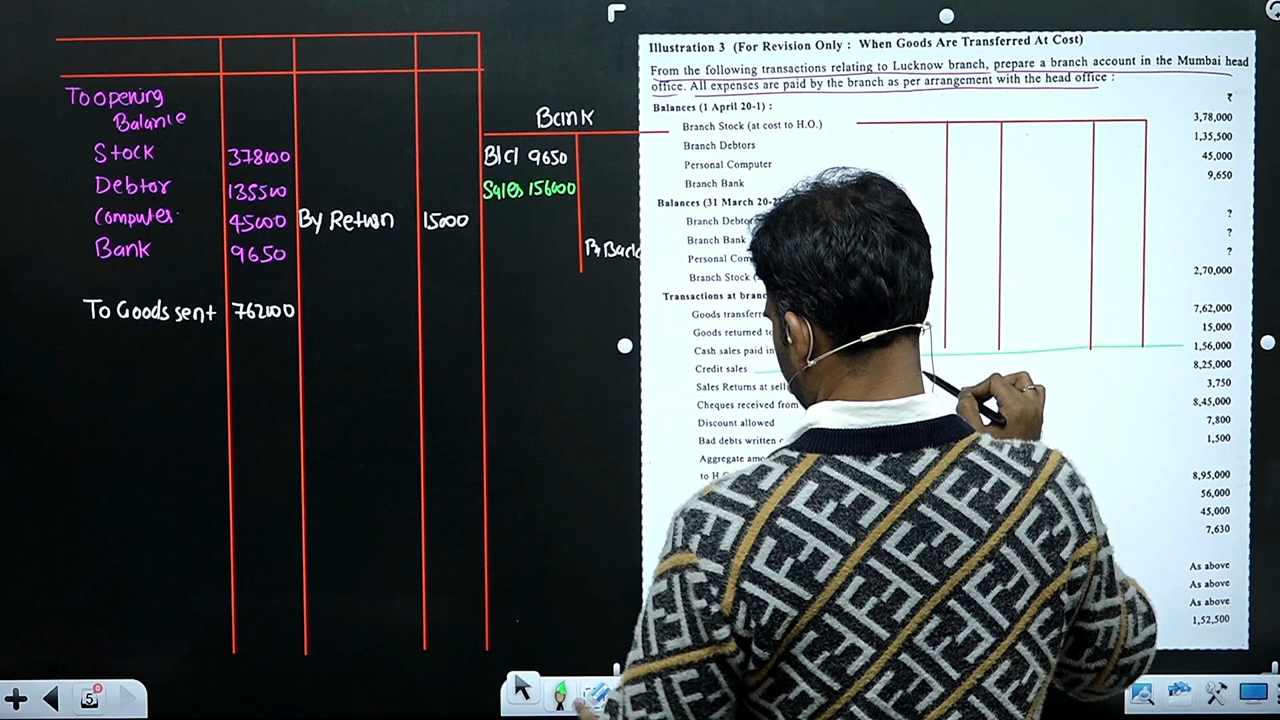 To opening
Balance
Stock 378000
Debtor 135500
Computer 45000 By Return 15000
Bank 9650
To Goods sent 762000
Bank
B/d 9650
Sales 156000
Illustration 3 (For Revision Only : When Goods Are Transferred At Cost)
From the following transactions relating to Lucknow branch, prepare a branch account in the Mumbai head
office. All expenses are paid by the branch as per arrangement with the head office :
Balances (1 April 20-1) : ₹
Branch Stock (at cost to H.O.) 3,78,000
Branch Debtors 1,35,500
Personal Computer 45,000
Branch Bank 9,650
Balances (31 March 20-2
Branch Debtors ?
Branch Bank ?
Personal Com ?
Branch Stock 2,70,000
Transactions at branc
Goods transferr 7,62,000
Goods returned to 15,000
Cash sales paid in 1,56,000
Credit sales 8,25,000
Sales Returns at sell 3,750
Cheques received from 8,45,000
Discount allowed 7,800
Bad debts written 1,500
Aggregate amo
to H. 8,95,000
56,000
45,000
7,630
As above
As above
As above
1,52,500
5